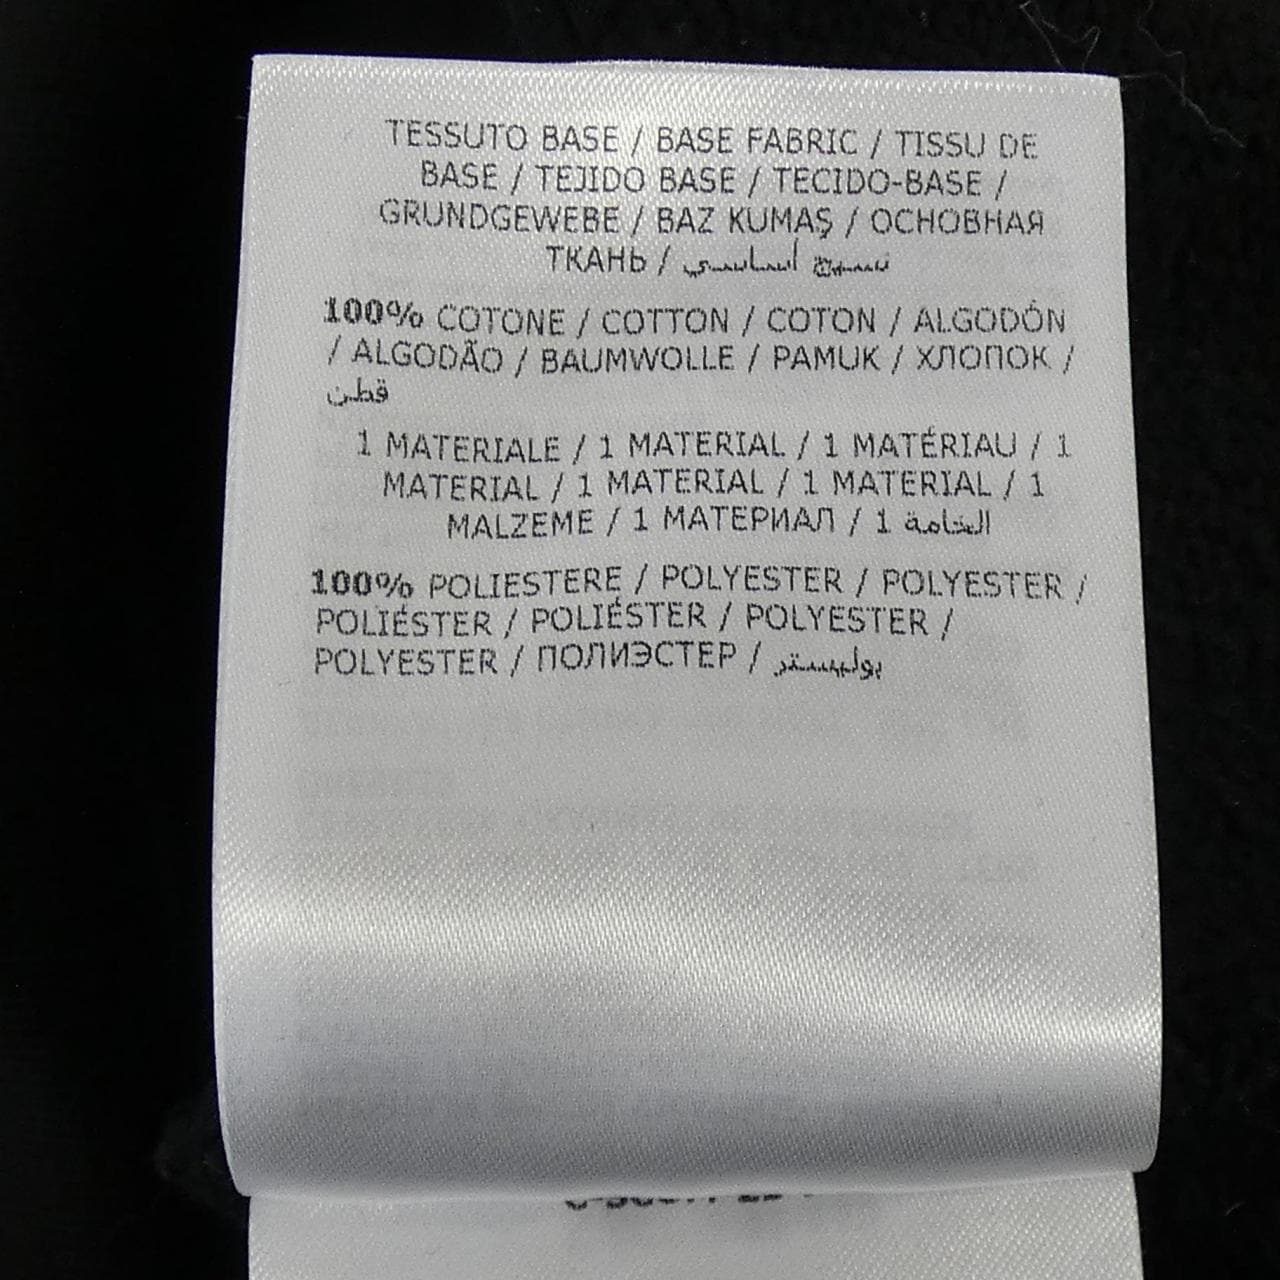 TESSUTO BASE / BASE FABRIC / TISSU DE
BASE / TEJIDO BASE / TECIDO-BASE /
GRUNDGEWEBE / BAZ KUMAŞ / ОСНОВНАЯ
ТКАНЬ / نسيج أساسي
100% COTONE / COTTON / COTON / ALGODÓN
/ ALGODÃO / BAUMWOLLE / PAMUK / ХЛОПОК /
قطن
1 MATERIALE / 1 MATERIAL / 1 MATÉRIAU / 1
MATERIAL / 1 MATERIAL / 1 MATERIAL / 1
MALZEME / 1 МАТЕРИАЛ / 1 الخامة
100% POLIESTERE / POLYESTER / POLYESTER /
POLIÉSTER / POLIÉSTER / POLYESTER /
POLYESTER / ПОЛИЭСТЕР / بوليستر